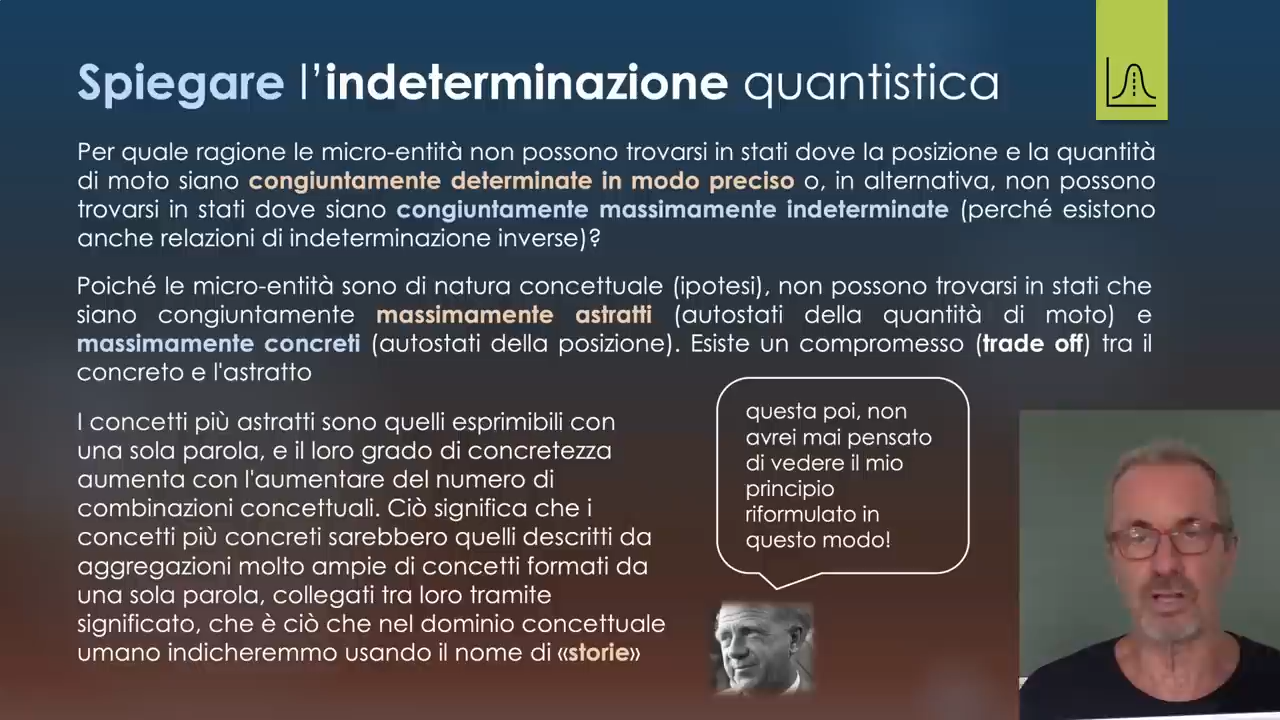 Spiegare l’indeterminazione quantistica
Per quale ragione le micro-entità non possono trovarsi in stati dove la posizione e la quantità
di moto siano congiuntamente determinate in modo preciso o, in alternativa, non possono
trovarsi in stati dove siano congiuntamente massimamente indeterminate (perché esistono
anche relazioni di indeterminazione inverse)?
Poiché le micro-entità sono di natura concettuale (ipotesi), non possono trovarsi in stati che
siano congiuntamente massimamente astratti (autostati della quantità di moto) e
massimamente concreti (autostati della posizione). Esiste un compromesso (trade off) tra il
concreto e l'astratto
I concetti più astratti sono quelli esprimibili con
una sola parola, e il loro grado di concretezza
aumenta con l'aumentare del numero di
combinazioni concettuali. Ciò significa che i
concetti più concreti sarebbero quelli descritti da
aggregazioni molto ampie di concetti formati da
una sola parola, collegati tra loro tramite
significato, che è ciò che nel dominio concettuale
umano indicheremmo usando il nome di «storie»
questa poi, non
avrei mai pensato
di vedere il mio
principio
riformulato in
questo modo!